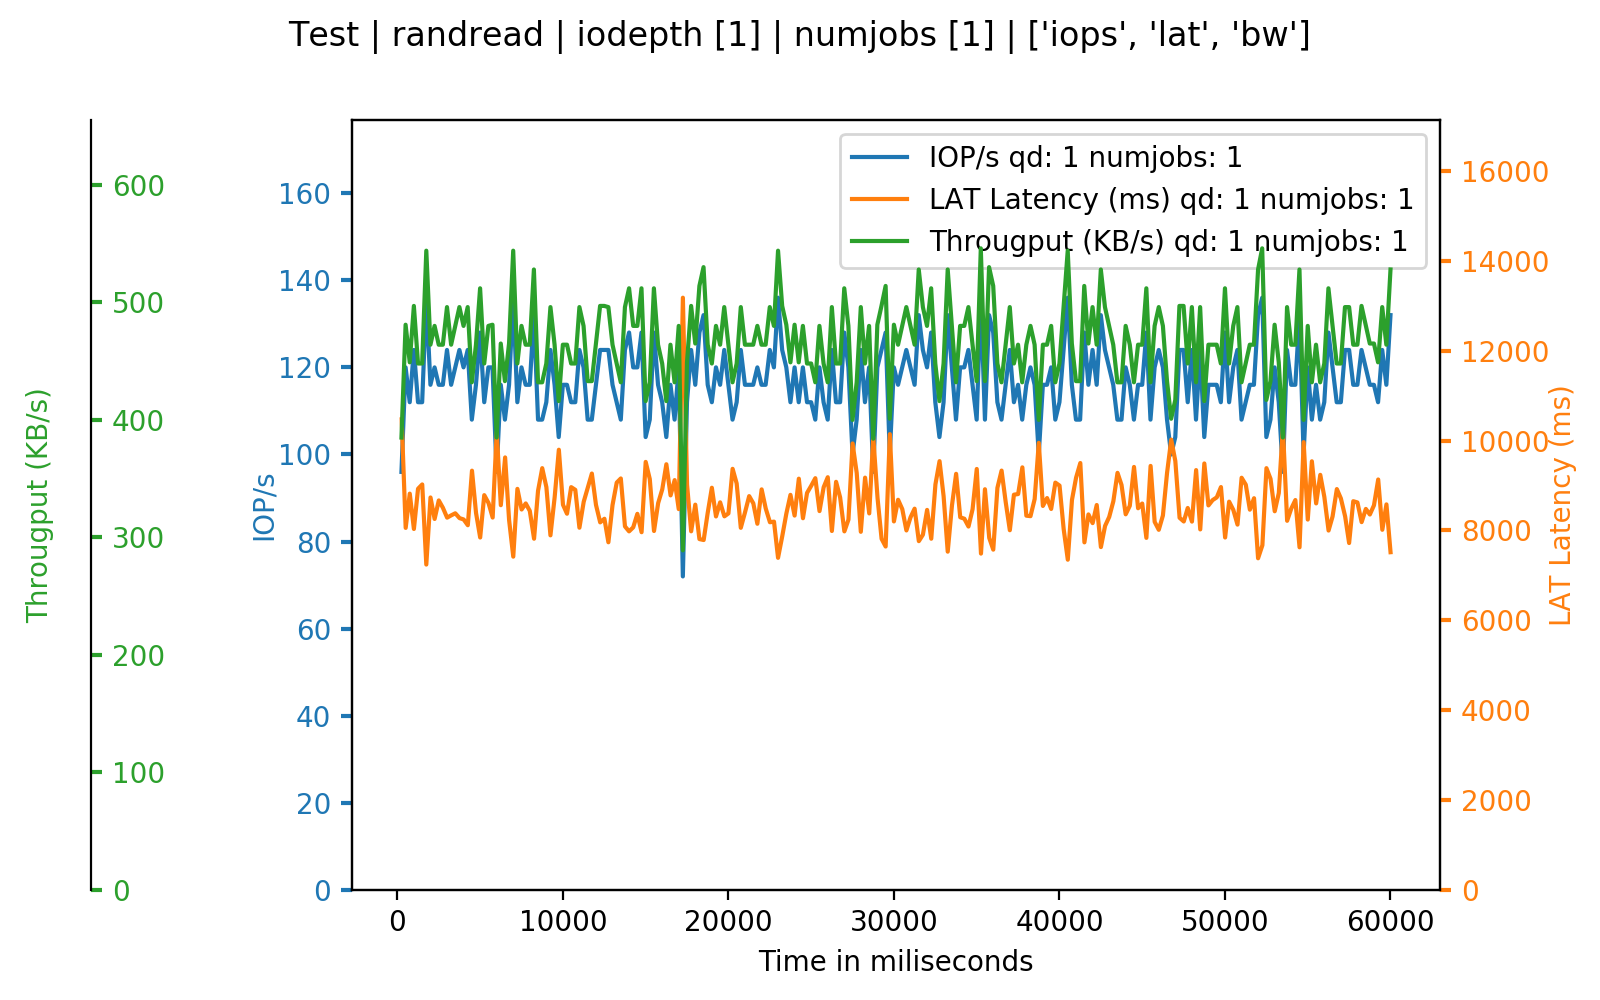 Test | randread | iodepth [1] | numjobs [1] | ['iops', 'lat', 'bw']
IOP/s qd: 1 numjobs: 1
LAT Latency (ms) qd: 1 numjobs: 1
Througput (KB/s) qd: 1 numjobs: 1
Througput (KB/s)
600
500
400
300
200
100
0
IOP/s
160
140
120
100
80
60
40
20
0
16000
14000
12000
10000
8000
6000
4000
2000
0
LAT Latency (ms)
0 10000 20000 30000 40000 50000 60000
Time in miliseconds